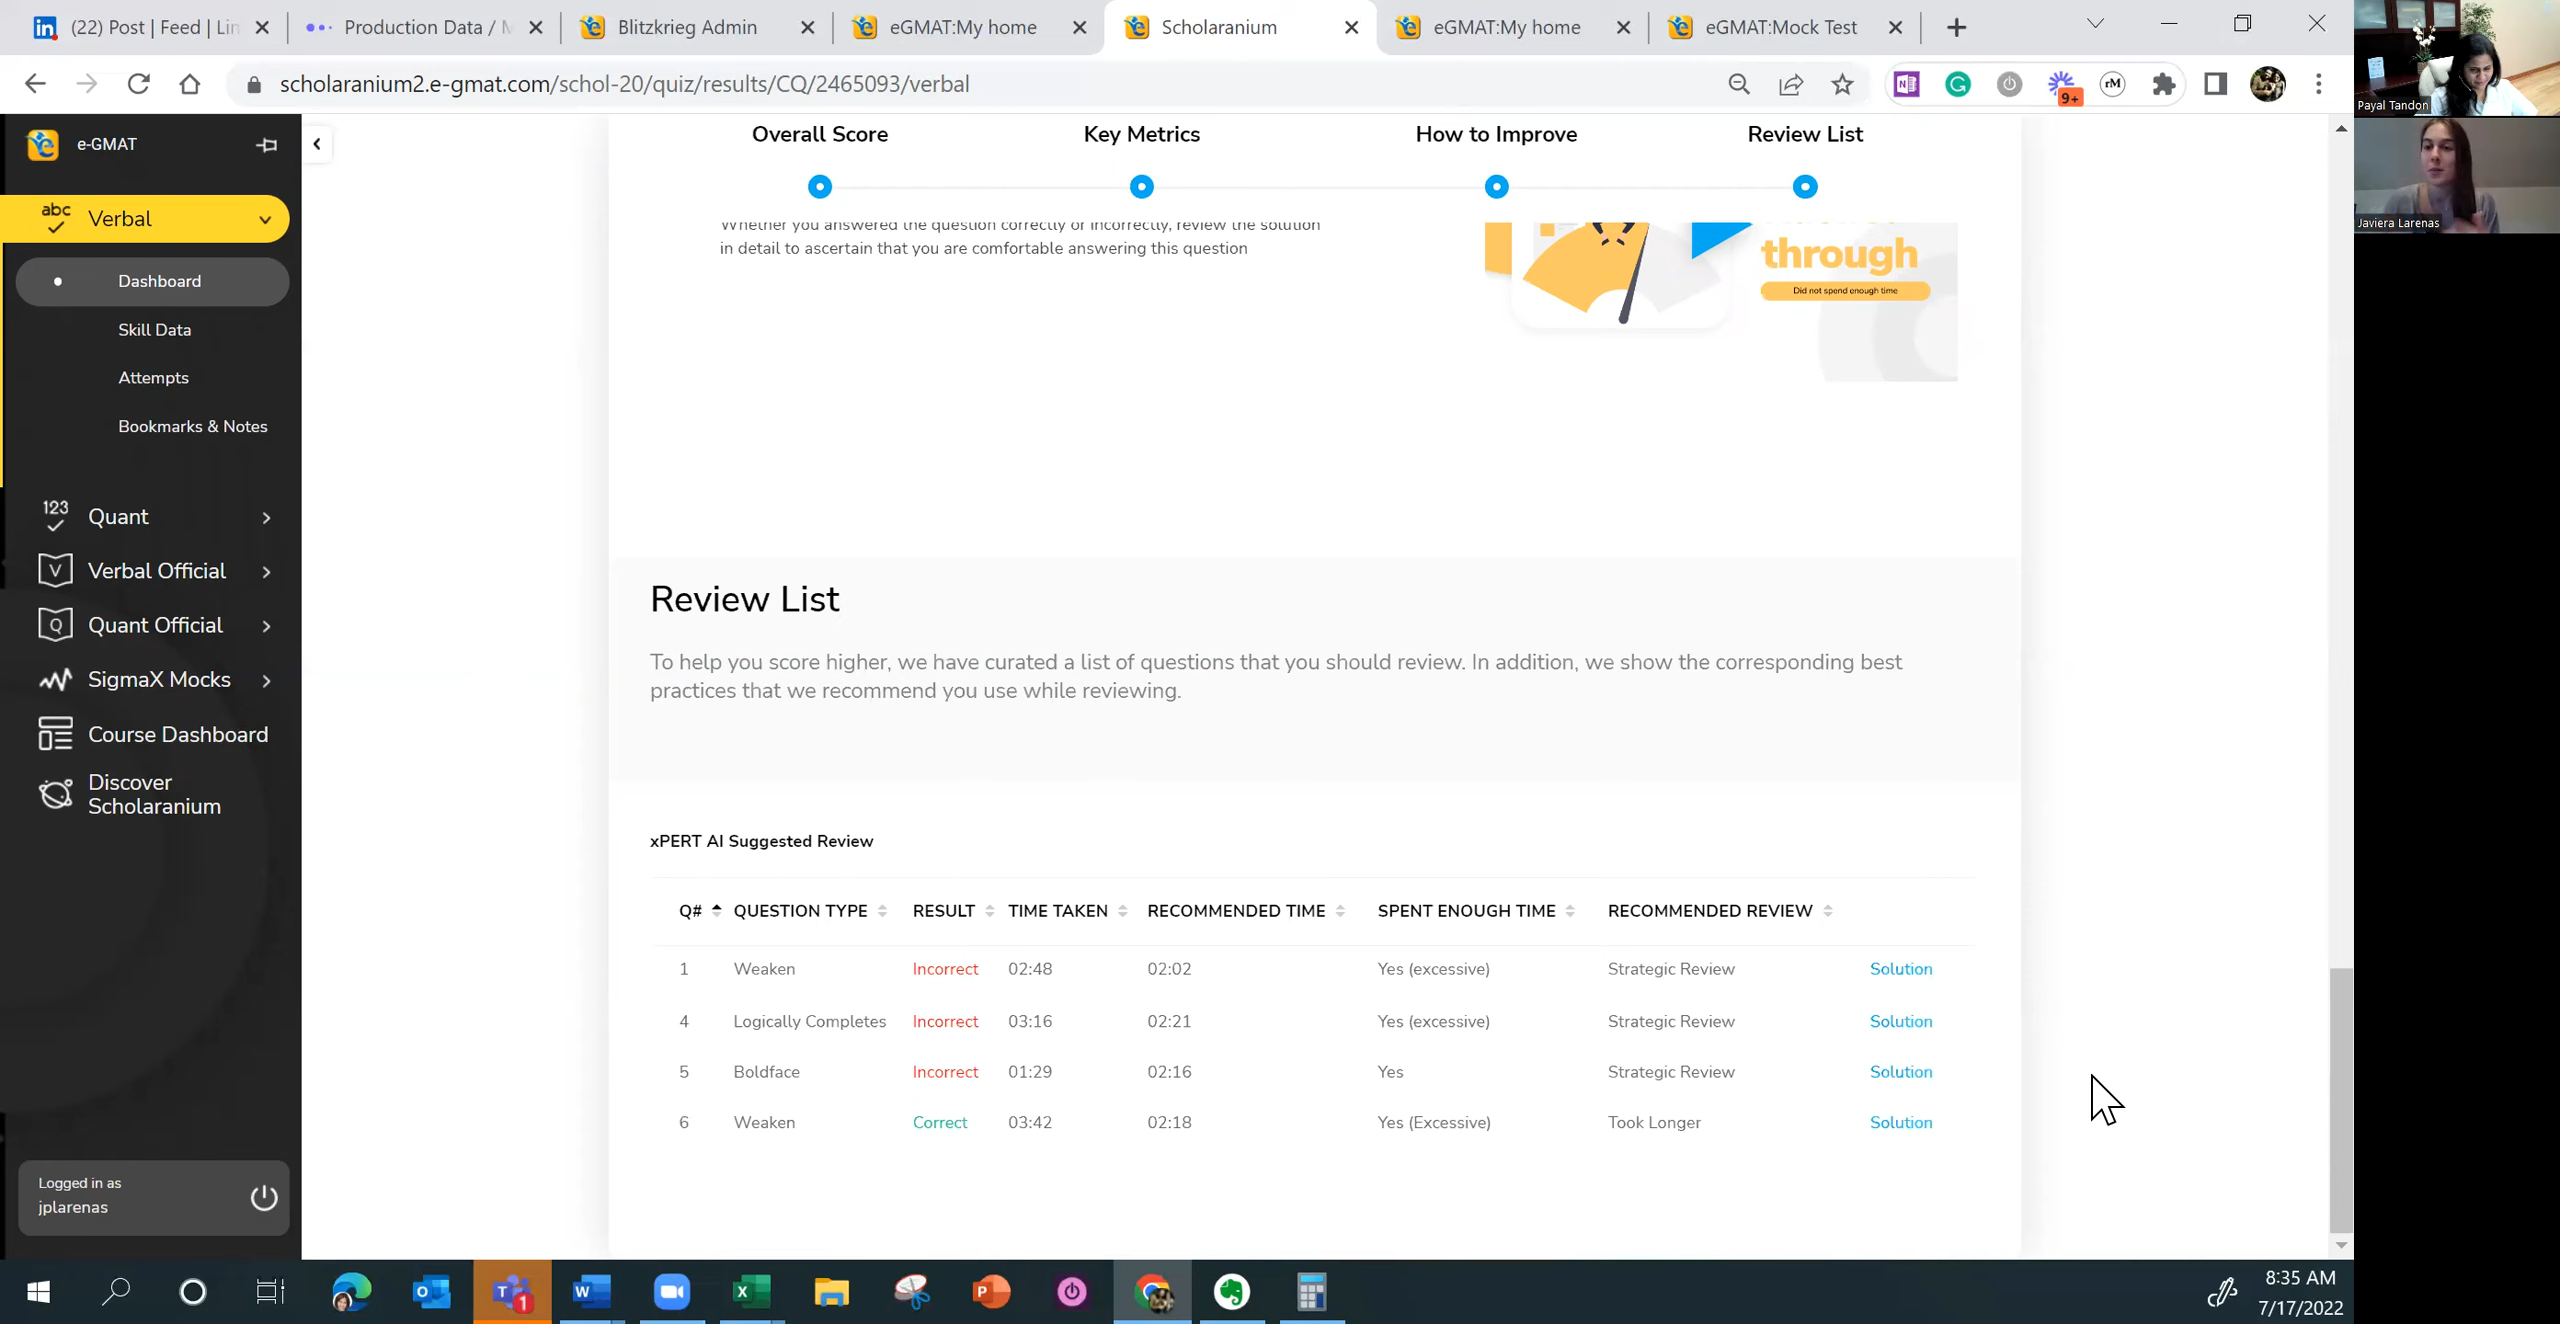 (22) Post | Feed | Lin
Production Data / M
Blitzkrieg Admin
eGMAT:My home
Scholaranium
eGMAT:My home
eGMAT:Mock Test
scholaranium2.e-gmat.com/schol-20/quiz/results/CQ/2465093/verbal
9+
rM
Payal Tandon
Javiera Larenas
e-GMAT
abc
Verbal
Dashboard
Skill Data
Attempts
Bookmarks & Notes
123
Quant
V
Verbal Official
Q
Quant Official
SigmaX Mocks
Course Dashboard
Discover
Scholaranium
Logged in as
jplarenas
Overall Score
Key Metrics
How to Improve
Review List
Whether you answered the question correctly or incorrectly, review the solution
in detail to ascertain that you are comfortable answering this question
through
Did not spend enough time
Review List
To help you score higher, we have curated a list of questions that you should review. In addition, we show the corresponding best
practices that we recommend you use while reviewing.
xPERT AI Suggested Review
Q# QUESTION TYPE RESULT TIME TAKEN RECOMMENDED TIME SPENT ENOUGH TIME RECOMMENDED REVIEW
1 Weaken Incorrect 02:48 02:02 Yes (excessive) Strategic Review Solution
4 Logically Completes Incorrect 03:16 02:21 Yes (excessive) Strategic Review Solution
5 Boldface Incorrect 01:29 02:16 Yes Strategic Review Solution
6 Weaken Correct 03:42 02:18 Yes (Excessive) Took Longer Solution
1
8:35 AM
7/17/2022